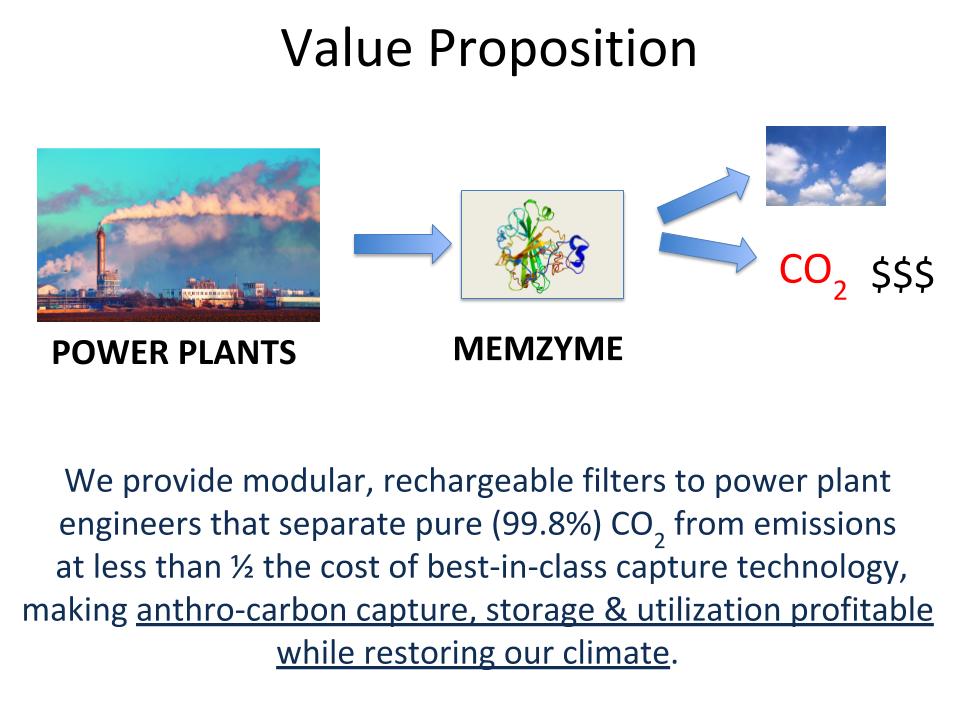 Value Proposition
CO₂ $$$
POWER PLANTS
MEMZYME
We provide modular, rechargeable filters to power plant
engineers that separate pure (99.8%) CO₂ from emissions
at less than ½ the cost of best-in-class capture technology,
making anthro-carbon capture, storage & utilization profitable
while restoring our climate.